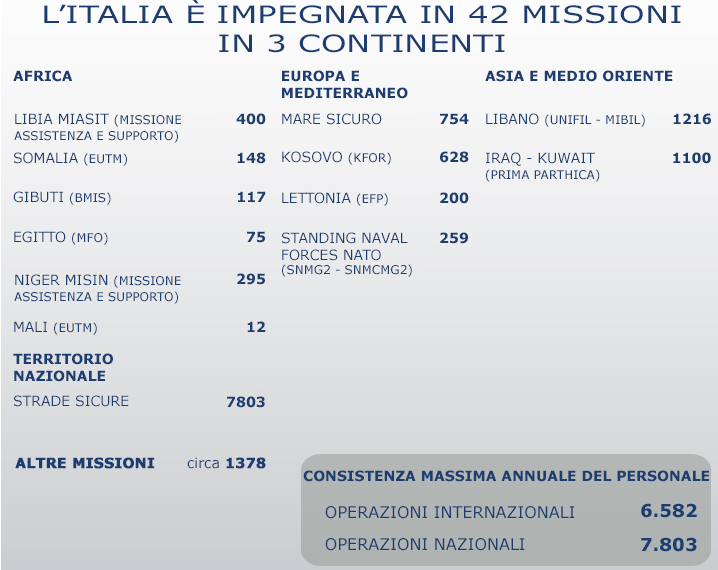 L'ITALIA È IMPEGNATA IN 42 MISSIONI
IN 3 CONTINENTI
AFRICA
LIBIA MIASIT (MISSIONE 400
ASSISTENZA E SUPPORTO)
SOMALIA (EUTM) 148
GIBUTI (BMIS) 117
EGITTO (MFO) 75
NIGER MISIN (MISSIONE 295
ASSISTENZA E SUPPORTO)
MALI (EUTM) 12
TERRITORIO
NAZIONALE
STRADE SICURE 7803
ALTRE MISSIONI circa 1378
EUROPA E
MEDITERRANEO
MARE SICURO 754
KOSOVO (KFOR) 628
LETTONIA (EFP) 200
STANDING NAVAL 259
FORCES NATO
(SNMG2 - SNMCMG2)
ASIA E MEDIO ORIENTE
LIBANO (UNIFIL - MIBIL) 1216
IRAQ - KUWAIT 1100
(PRIMA PARTHICA)
CONSISTENZA MASSIMA ANNUALE DEL PERSONALE
OPERAZIONI INTERNAZIONALI 6.582
OPERAZIONI NAZIONALI 7.803